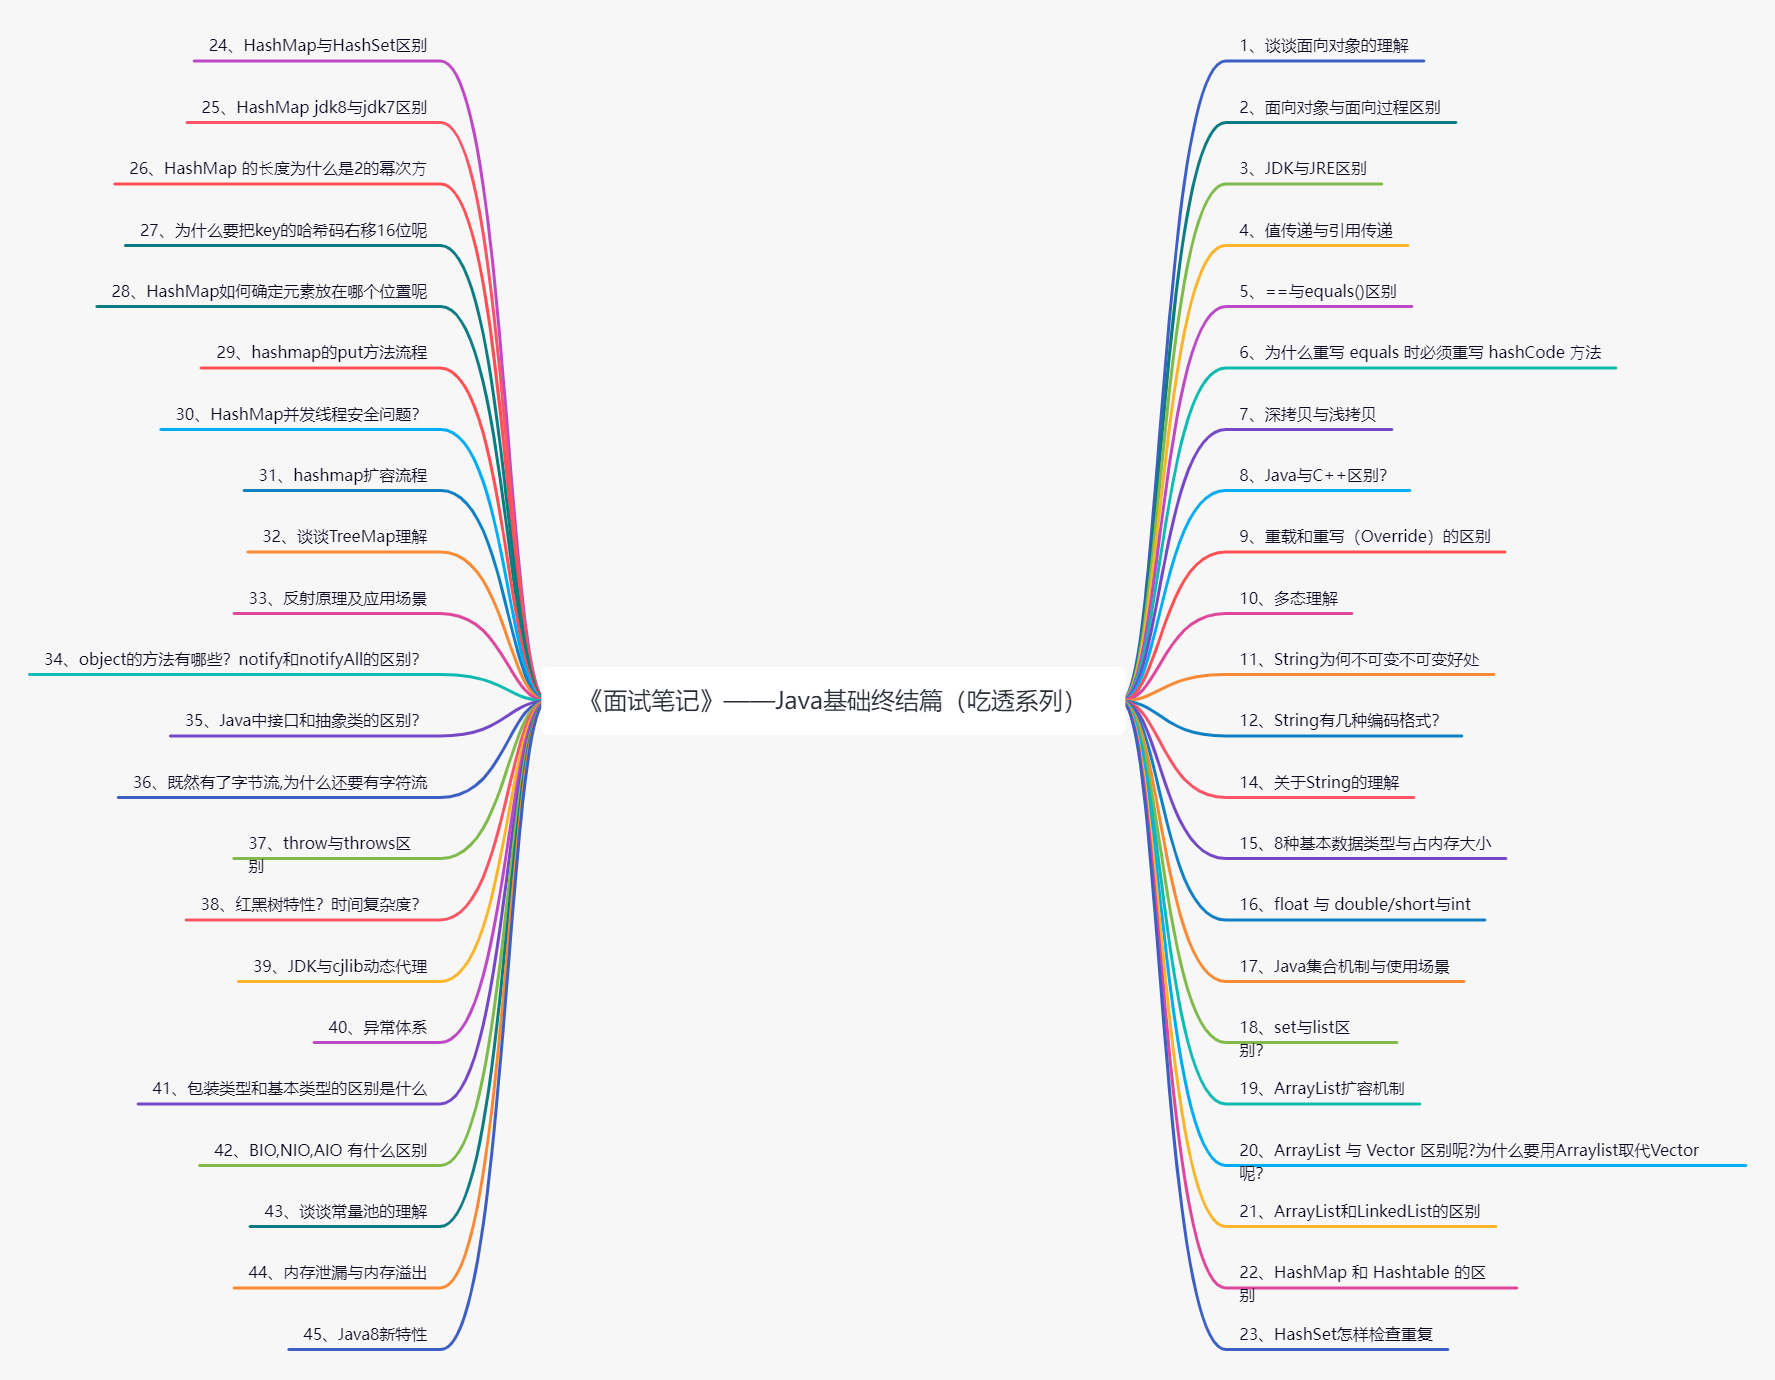 《面试笔记》——Java基础终结篇（吃透系列）
1、谈谈面向对象的理解
2、面向对象与面向过程区别
3、JDK与JRE区别
4、值传递与引用传递
5、==与equals()区别
6、为什么重写 equals 时必须重写 hashCode 方法
7、深拷贝与浅拷贝
8、Java与C++区别？
9、重载和重写（Override）的区别
10、多态理解
11、String为何不可变不可变好处
12、String有几种编码格式？
14、关于String的理解
15、8种基本数据类型与占内存大小
16、float 与 double/short与int
17、Java集合机制与使用场景
18、set与list区
别？
19、ArrayList扩容机制
20、ArrayList 与 Vector 区别呢?为什么要用Arraylist取代Vector
呢？
21、ArrayList和LinkedList的区别
22、HashMap 和 Hashtable 的区
别
23、HashSet怎样检查重复
24、HashMap与HashSet区别
25、HashMap jdk8与jdk7区别
26、HashMap 的长度为什么是2的幂次方
27、为什么要把key的哈希码右移16位呢
28、HashMap如何确定元素放在哪个位置呢
29、hashmap的put方法流程
30、HashMap并发线程安全问题？
31、hashmap扩容流程
32、谈谈TreeMap理解
33、反射原理及应用场景
34、object的方法有哪些？notify和notifyAll的区别？
35、Java中接口和抽象类的区别？
36、既然有了字节流,为什么还要有字符流
37、throw与throws区
别
38、红黑树特性？时间复杂度？
39、JDK与cjlib动态代理
40、异常体系
41、包装类型和基本类型的区别是什么
42、BIO,NIO,AIO 有什么区别
43、谈谈常量池的理解
44、内存泄漏与内存溢出
45、Java8新特性